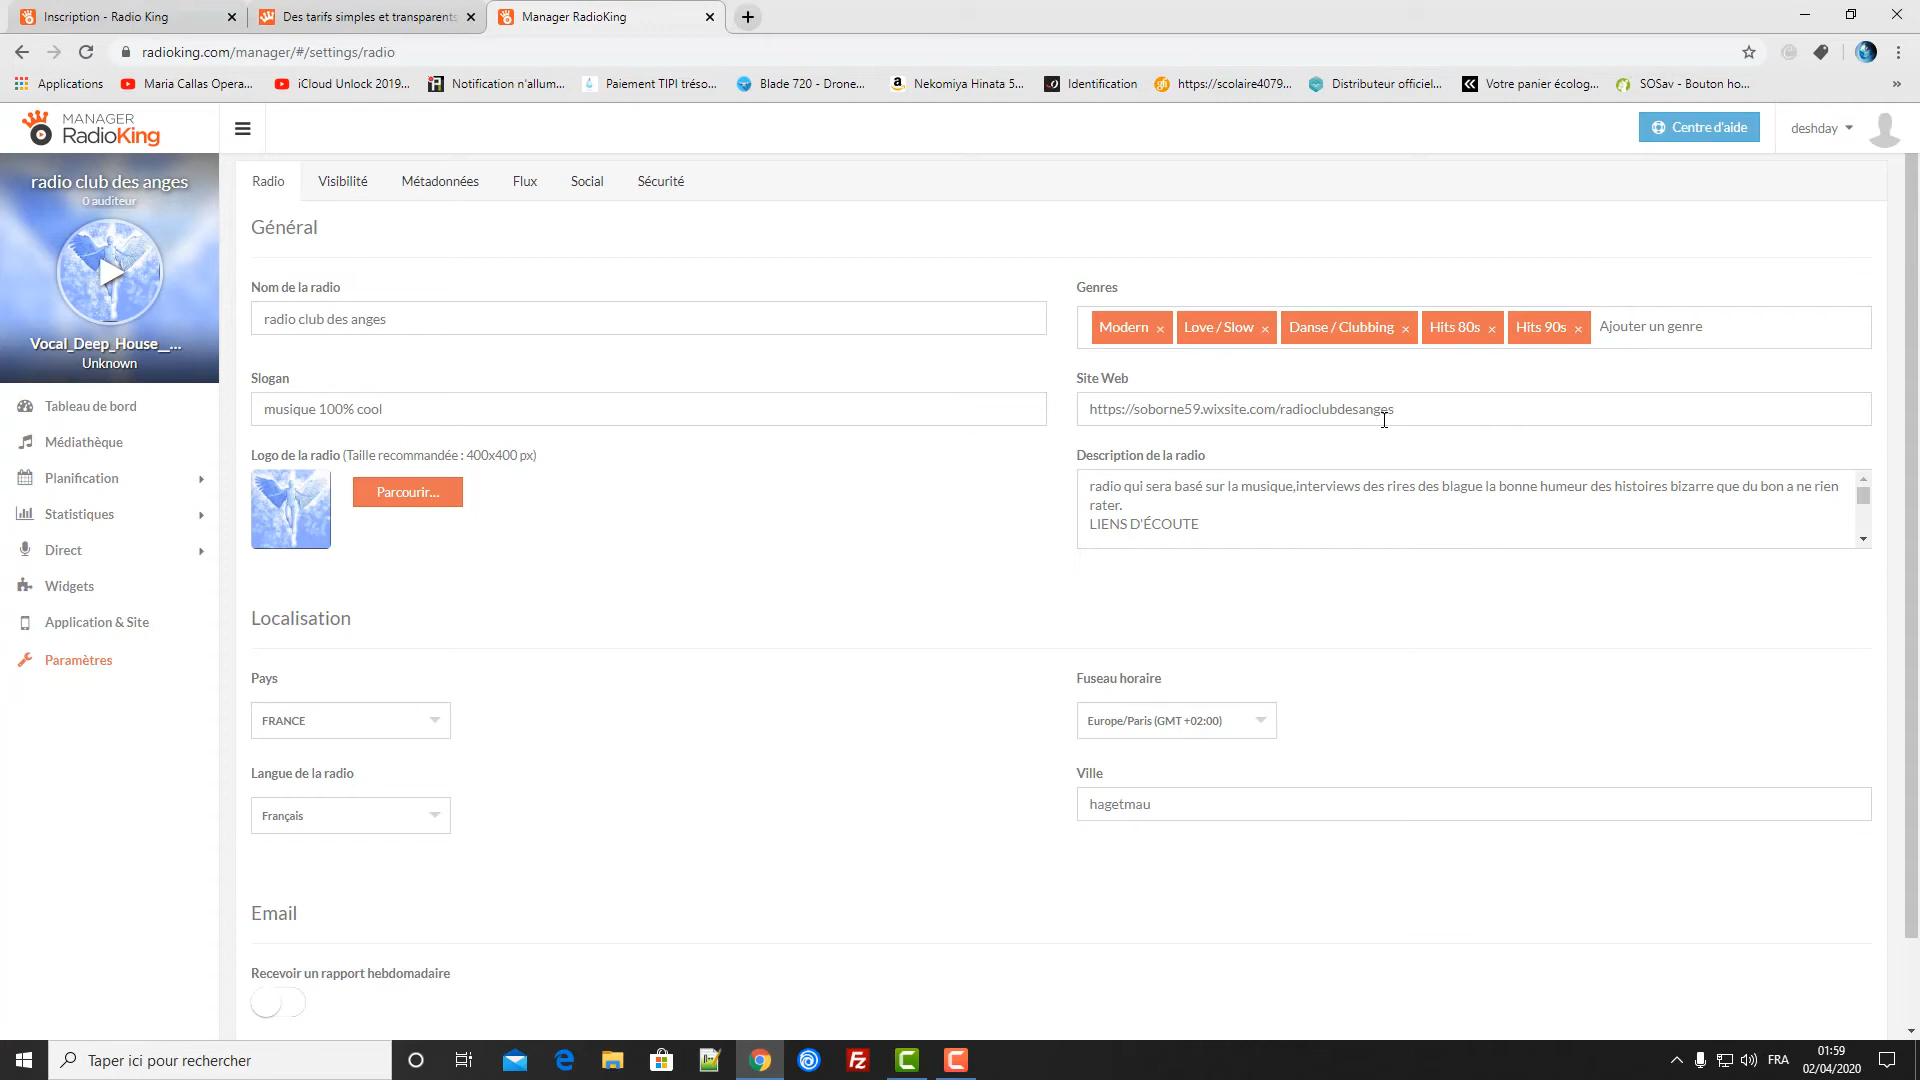 Inscription - Radio King
Des tarifs simples et transparents
Manager RadioKing
radioking.com/manager/#/settings/radio
Applications
Maria Callas Opera...
iCloud Unlock 2019...
Notification n'allum...
Paiement TIPI tréso...
Blade 720 - Drone...
Nekomiya Hinata 5...
Identification
https://scolaire4079...
Distributeur officiel...
Votre panier écolog...
SOSav - Bouton ho...
»
MANAGER
RadioKing
Centre d'aide
deshday
radio club des anges
0 auditeur
Vocal_Deep_House__...
Unknown
Tableau de bord
Médiathèque
Planification
Statistiques
Direct
Widgets
Application & Site
Paramètres
Radio
Visibilité
Métadonnées
Flux
Social
Sécurité
Général
Nom de la radio
radio club des anges
Genres
Modern ×
Love / Slow ×
Danse / Clubbing ×
Hits 80s ×
Hits 90s ×
Ajouter un genre
Slogan
musique 100% cool
Site Web
https://soborne59.wixsite.com/radioclubdesanges
Logo de la radio (Taille recommandée : 400x400 px)
Parcourir...
Description de la radio
radio qui sera basé sur la musique,interviews des rires des blague la bonne humeur des histoires bizarre que du bon a ne rien
rater.
LIENS D'ÉCOUTE
Localisation
Pays
FRANCE
Fuseau horaire
Europe/Paris (GMT +02:00)
Langue de la radio
Français
Ville
hagetmau
Email
Recevoir un rapport hebdomadaire
Taper ici pour rechercher
FRA
01:59
02/04/2020